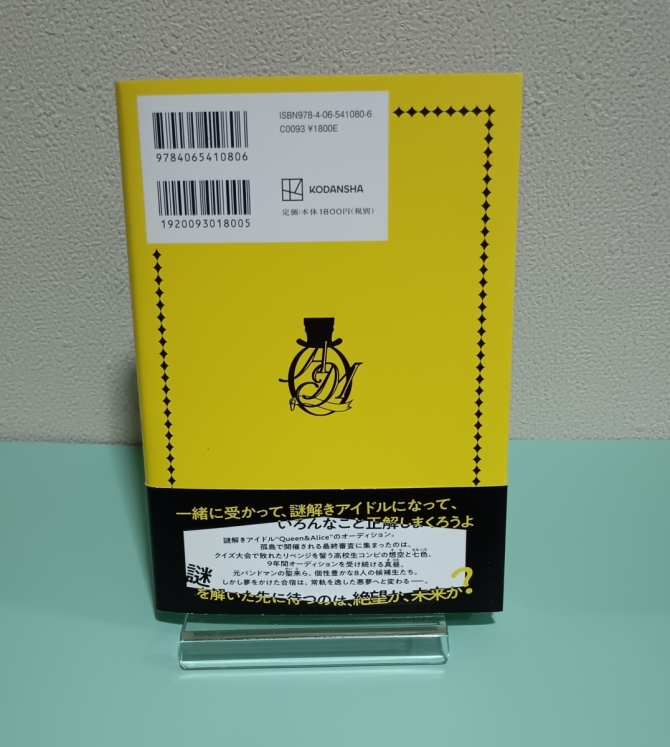 ISBN978-4-06-541080-6
C0093 ¥1800E
9784065410806
KODANSHA
1920093018005
定価:本体1800円(税別)
一緒に受かって、謎解きアイドルになって、
いろんなこと正解しまくろうよ
謎解きアイドル“Queen&Alice”のオーディション。
孤島で開催される最終審査に集まったのは、
クイズ大会で敗れたリベンジを誓う高校生コンビの想空と七色、
9年間オーディションを受け続ける真昼、
元バンドマンの聖来ら、個性豊かな8人の候補生たち。
しかし夢をかけた合宿は、常軌を逸した悪夢へと変わる——。
謎
を解いた先に待つのは、絶望か、未来か?